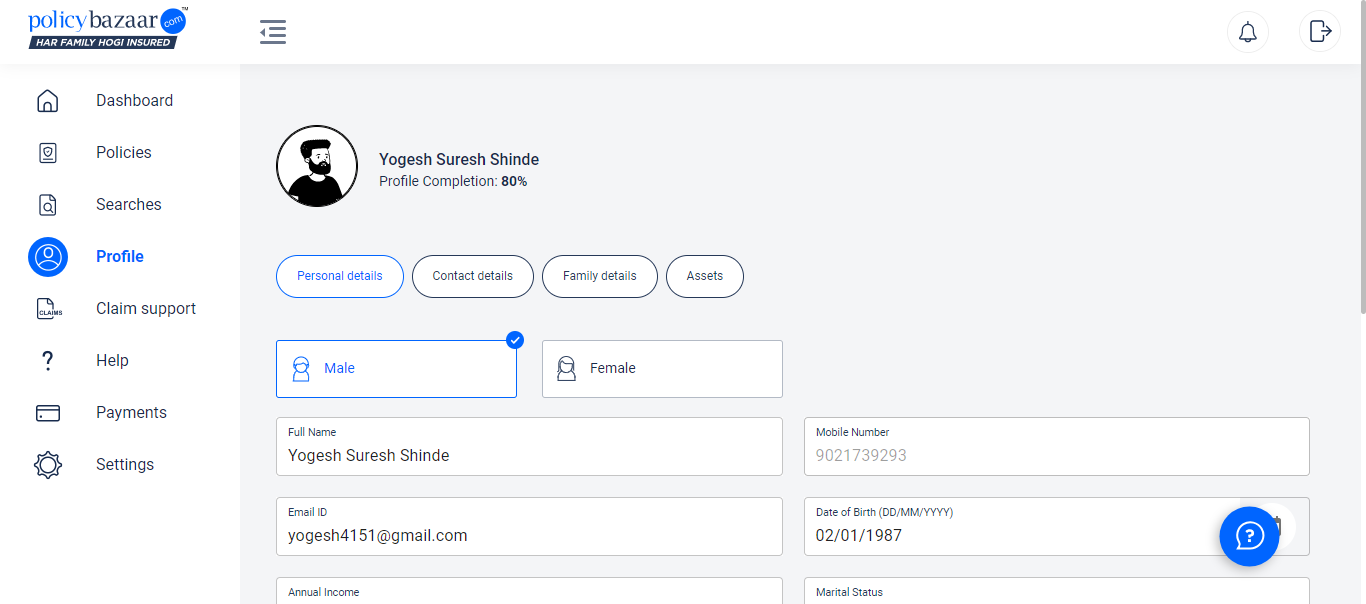 policybazaar.com™
HAR FAMILY HOGI INSURED
Dashboard
Policies
Searches
Profile
CLAIMS
Claim support
Help
Payments
Settings
Yogesh Suresh Shinde
Profile Completion: 80%
Personal details
Contact details
Family details
Assets
Male
Female
Full Name
Yogesh Suresh Shinde
Mobile Number
9021739293
Email ID
yogesh4151@gmail.com
Date of Birth (DD/MM/YYYY)
02/01/1987
?
Annual Income
Marital Status